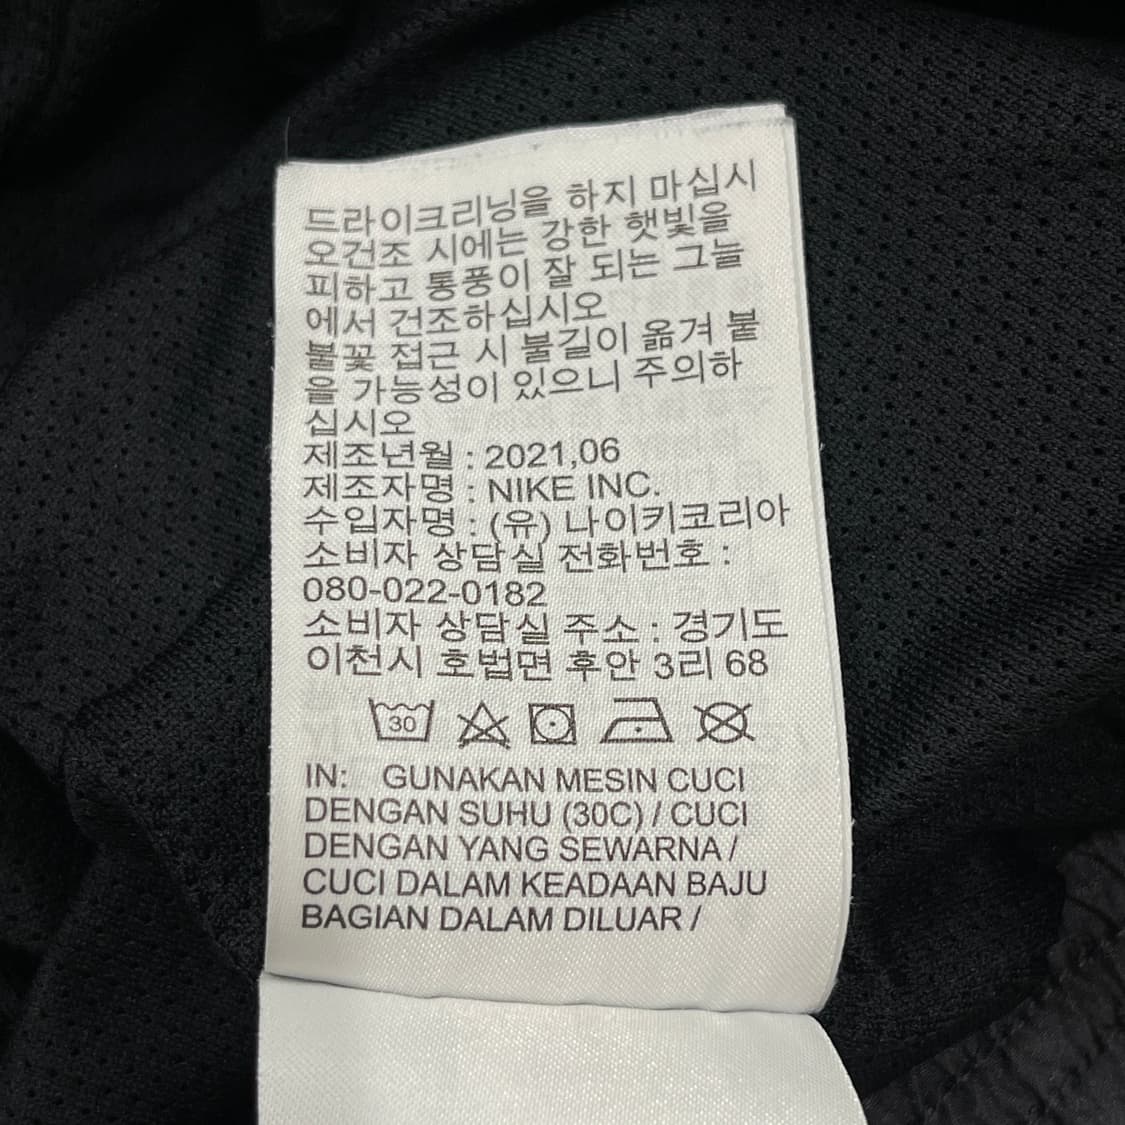 드라이크리닝을 하지 마십시
오건조 시에는 강한 햇빛을
피하고 통풍이 잘 되는 그늘
에서 건조하십시오
불꽃 접근 시 불길이 옮겨 붙
을 가능성이 있으니 주의하
십시오
제조년월 : 2021,06
제조자명 : NIKE INC.
수입자명 : (유) 나이키코리아
소비자 상담실 전화번호 :
080-022-0182
소비자 상담실 주소 : 경기도
이천시 호법면 후안 3리 68
30
IN: GUNAKAN MESIN CUCI
DENGAN SUHU (30C) / CUCI
DENGAN YANG SEWARNA /
CUCI DALAM KEADAAN BAJU
BAGIAN DALAM DILUAR /